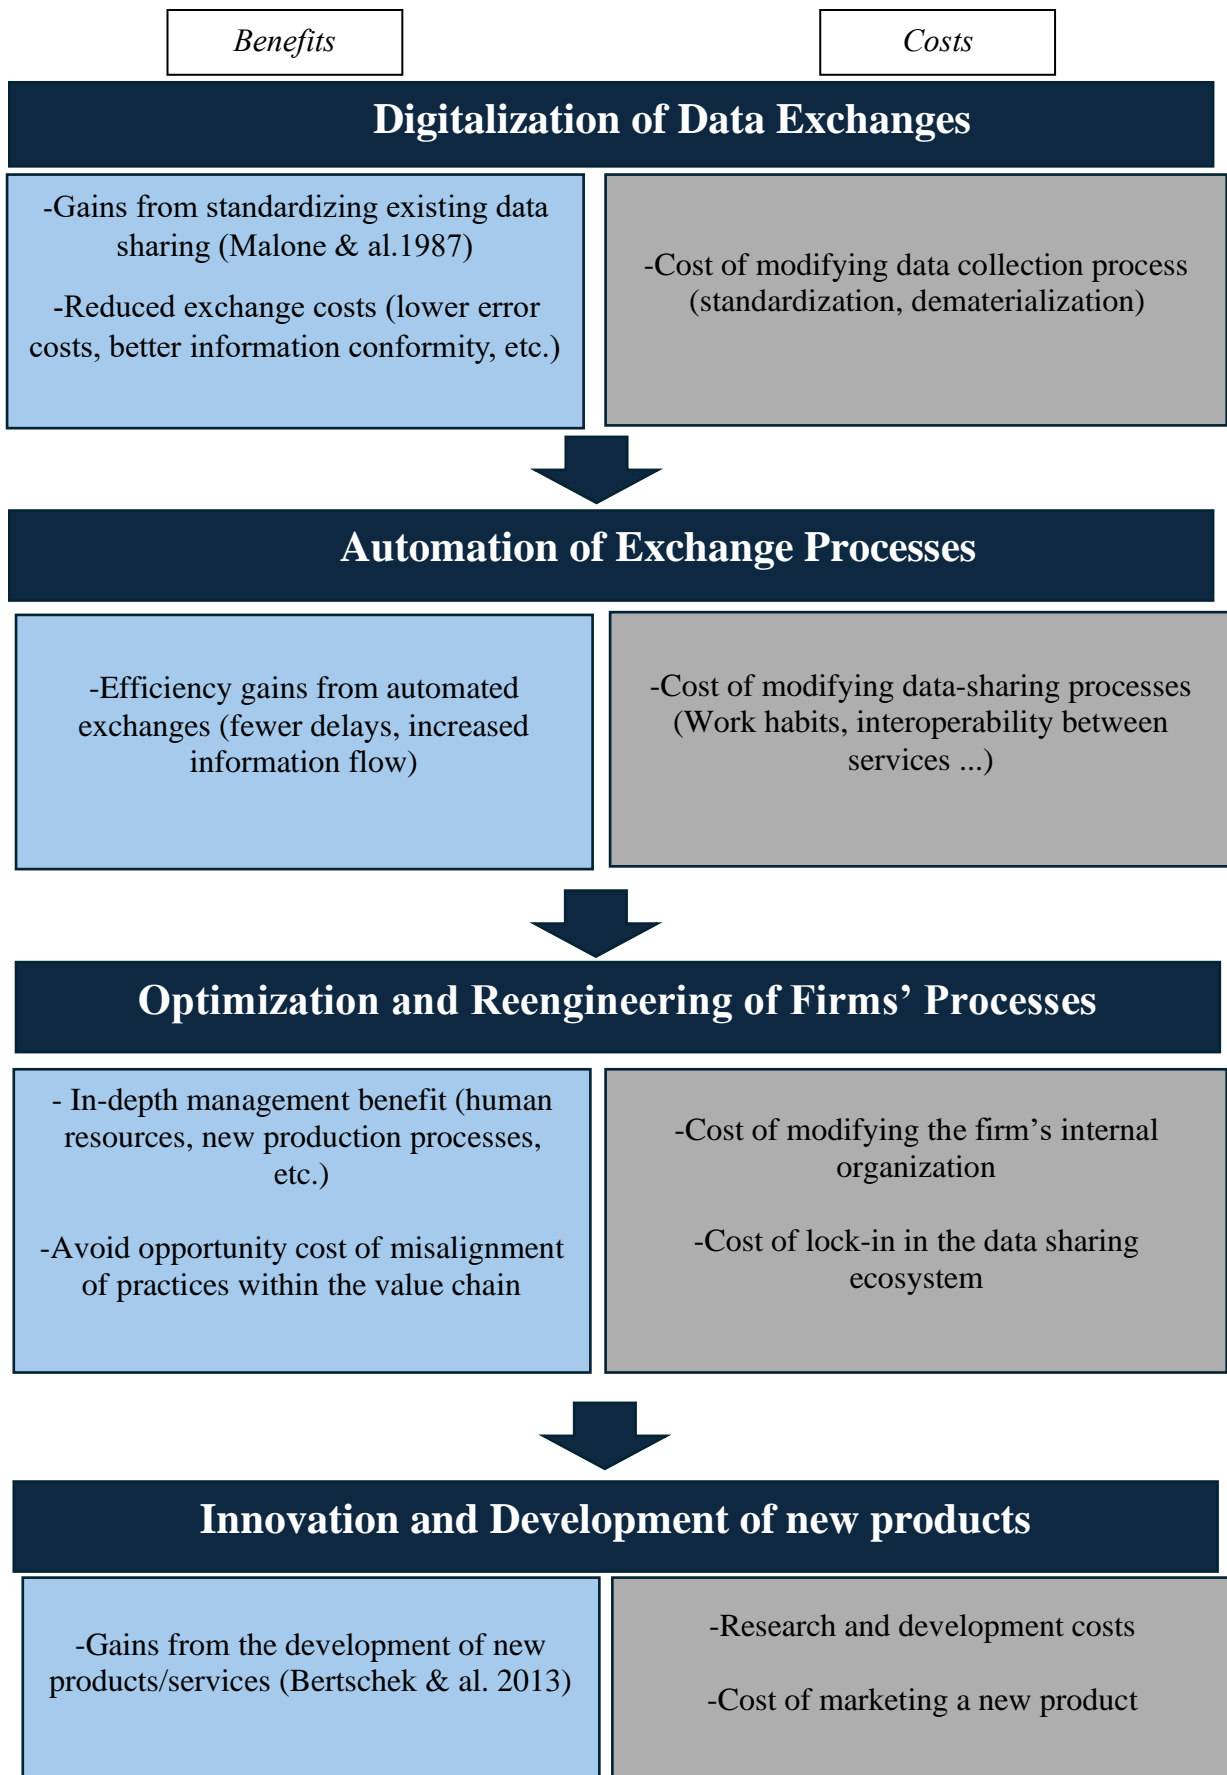 Benefits
Costs
Digitalization of Data Exchanges
-Gains from standardizing existing data
sharing (Malone & al.1987)
-Reduced exchange costs (lower error
costs, better information conformity, etc.)
-Cost of modifying data collection process
(standardization, dematerialization)
Automation of Exchange Processes
-Efficiency gains from automated
exchanges (fewer delays, increased
information flow)
-Cost of modifying data-sharing processes
(Work habits, interoperability between
services ...)
Optimization and Reengineering of Firms’ Processes
- In-depth management benefit (human
resources, new production processes,
etc.)
-Avoid opportunity cost of misalignment
of practices within the value chain
-Cost of modifying the firm’s internal
organization
-Cost of lock-in in the data sharing
ecosystem
Innovation and Development of new products
-Gains from the development of new
products/services (Bertschek & al. 2013)
-Research and development costs
-Cost of marketing a new product